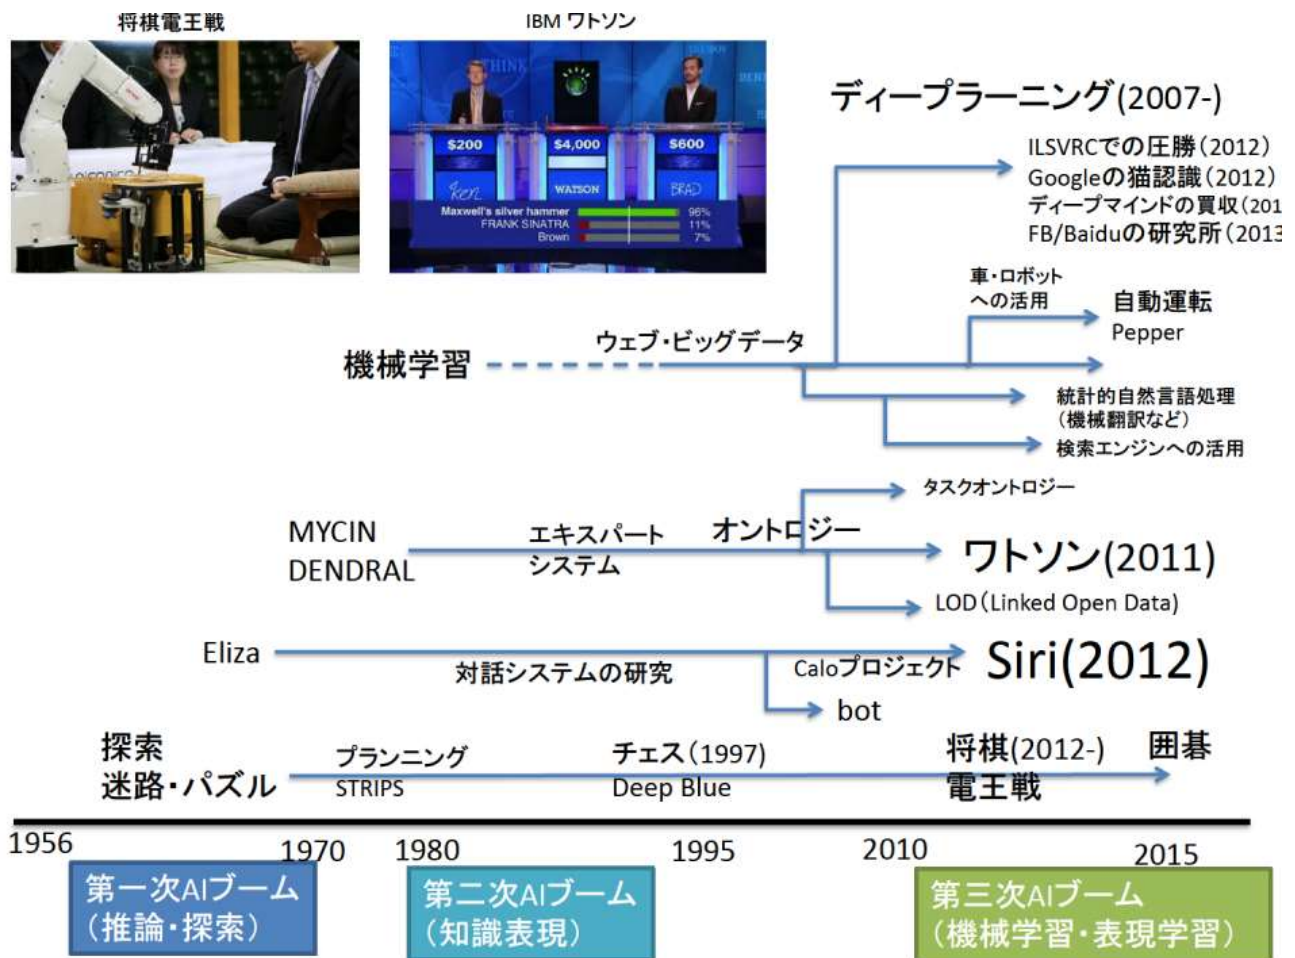 将棋電王戦
IBM ワトソン
THINK
$200
$4,000
$600
Ken
WATSON
BRAD
Maxwell's silver hammer 96%
FRANK SINATRA 11%
Brown 7%
ディープラーニング(2007-)
ILSVRCでの圧勝(2012)
Googleの猫認識(2012)
ディープマインドの買収(201
FB/Baiduの研究所(2013
車・ロボット
への活用
自動運転
Pepper
ウェブ・ビッグデータ
機械学習
統計的自然言語処理
(機械翻訳など)
検索エンジンへの活用
タスクオントロジー
MYCIN
DENDRAL
エキスパート
システム
オントロジー
ワトソン(2011)
LOD(Linked Open Data)
Eliza
対話システムの研究
Caloプロジェクト
Siri(2012)
bot
探索
迷路・パズル
プランニング
STRIPS
チェス(1997)
Deep Blue
将棋(2012-)
電王戦
囲碁
1956
1970
1980
1995
2010
2015
第一次AIブーム
(推論・探索)
第二次AIブーム
(知識表現)
第三次AIブーム
(機械学習・表現学習)